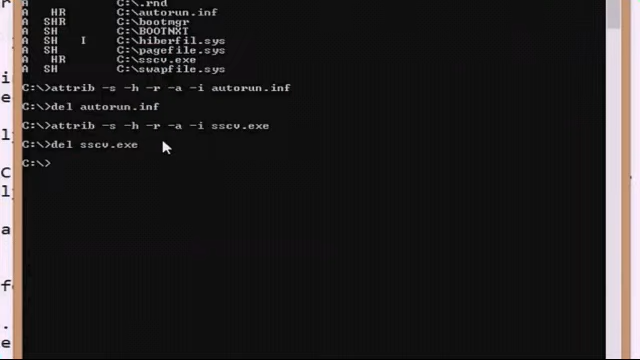 A            C:\.rnd
A    HR      C:\autorun.inf
A   SHR      C:\bootmgr
A   SH       C:\BOOTNXT
A   SH   I   C:\hiberfil.sys
A   SH       C:\pagefile.sys
A    HR      C:\sscv.exe
A   SH       C:\swapfile.sys
C:\>attrib -s -h -r -a -i autorun.inf
C:\>del autorun.inf
C:\>attrib -s -h -r -a -i sscv.exe
C:\>del sscv.exe
C:\>